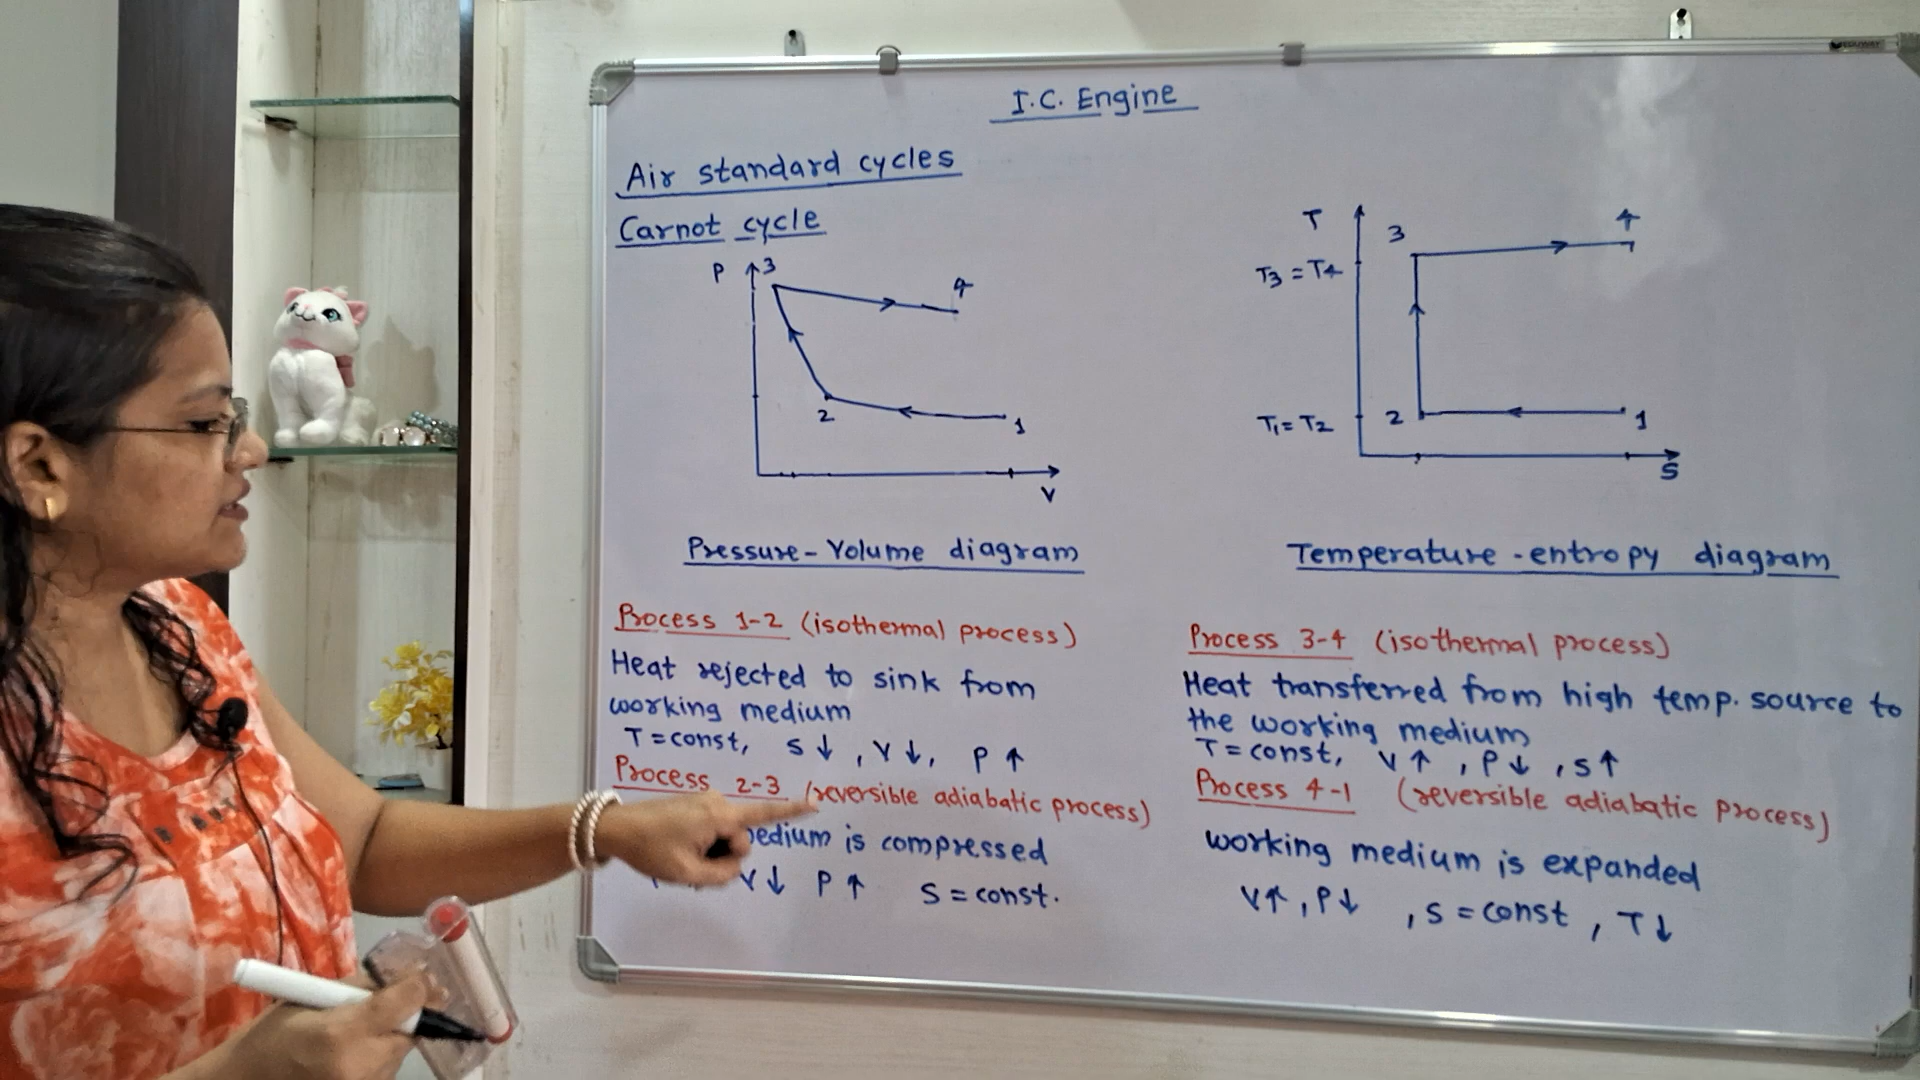 EDUWAY
I.C. Engine
Air standard cycles
Carnot cycle
P
3
4
2
1
V
Pressure-Volume diagram
T
3
4
T3 = T4
T1 = T2
2
1
S
Temperature-entropy diagram
Process 1-2 (isothermal process)
Heat rejected to sink from
working medium
T = const, S↓, V↓, P↑
Process 2-3 (reversible adiabatic process)
medium is compressed
V↓ P↑ S = const.
Process 3-4 (isothermal process)
Heat transferred from high temp. source to
the working medium
T = const, V↑, P↓, S↑
Process 4-1 (reversible adiabatic process)
working medium is expanded
V↑, P↓, S = const, T↓